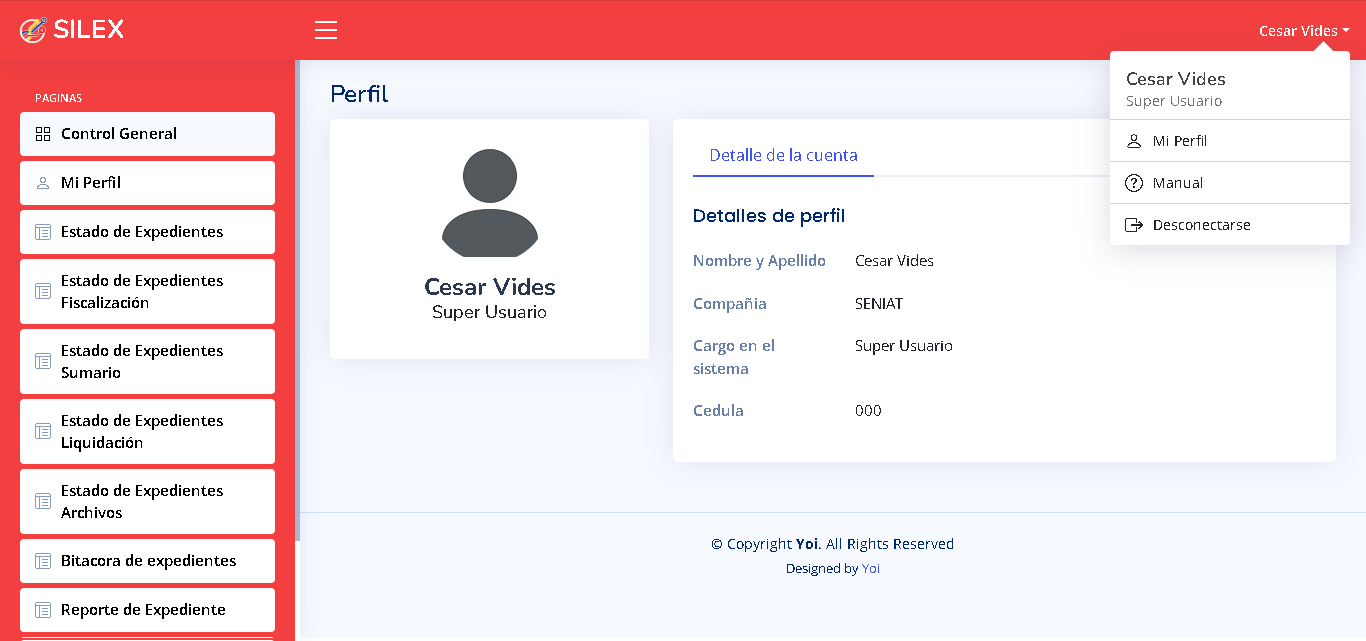 SILEX
Cesar Vides
PAGINAS
Control General
Mi Perfil
Estado de Expedientes
Estado de Expedientes
Fiscalización
Estado de Expedientes
Sumario
Estado de Expedientes
Liquidación
Estado de Expedientes
Archivos
Bitacora de expedientes
Reporte de Expediente
Perfil
Cesar Vides
Super Usuario
Detalle de la cuenta
Detalles de perfil
Nombre y Apellido Cesar Vides
Compañia SENIAT
Cargo en el Super Usuario
sistema
Cedula 000
Cesar Vides
Super Usuario
Mi Perfil
Manual
Desconectarse
© Copyright Yoi. All Rights Reserved
Designed by Yoi